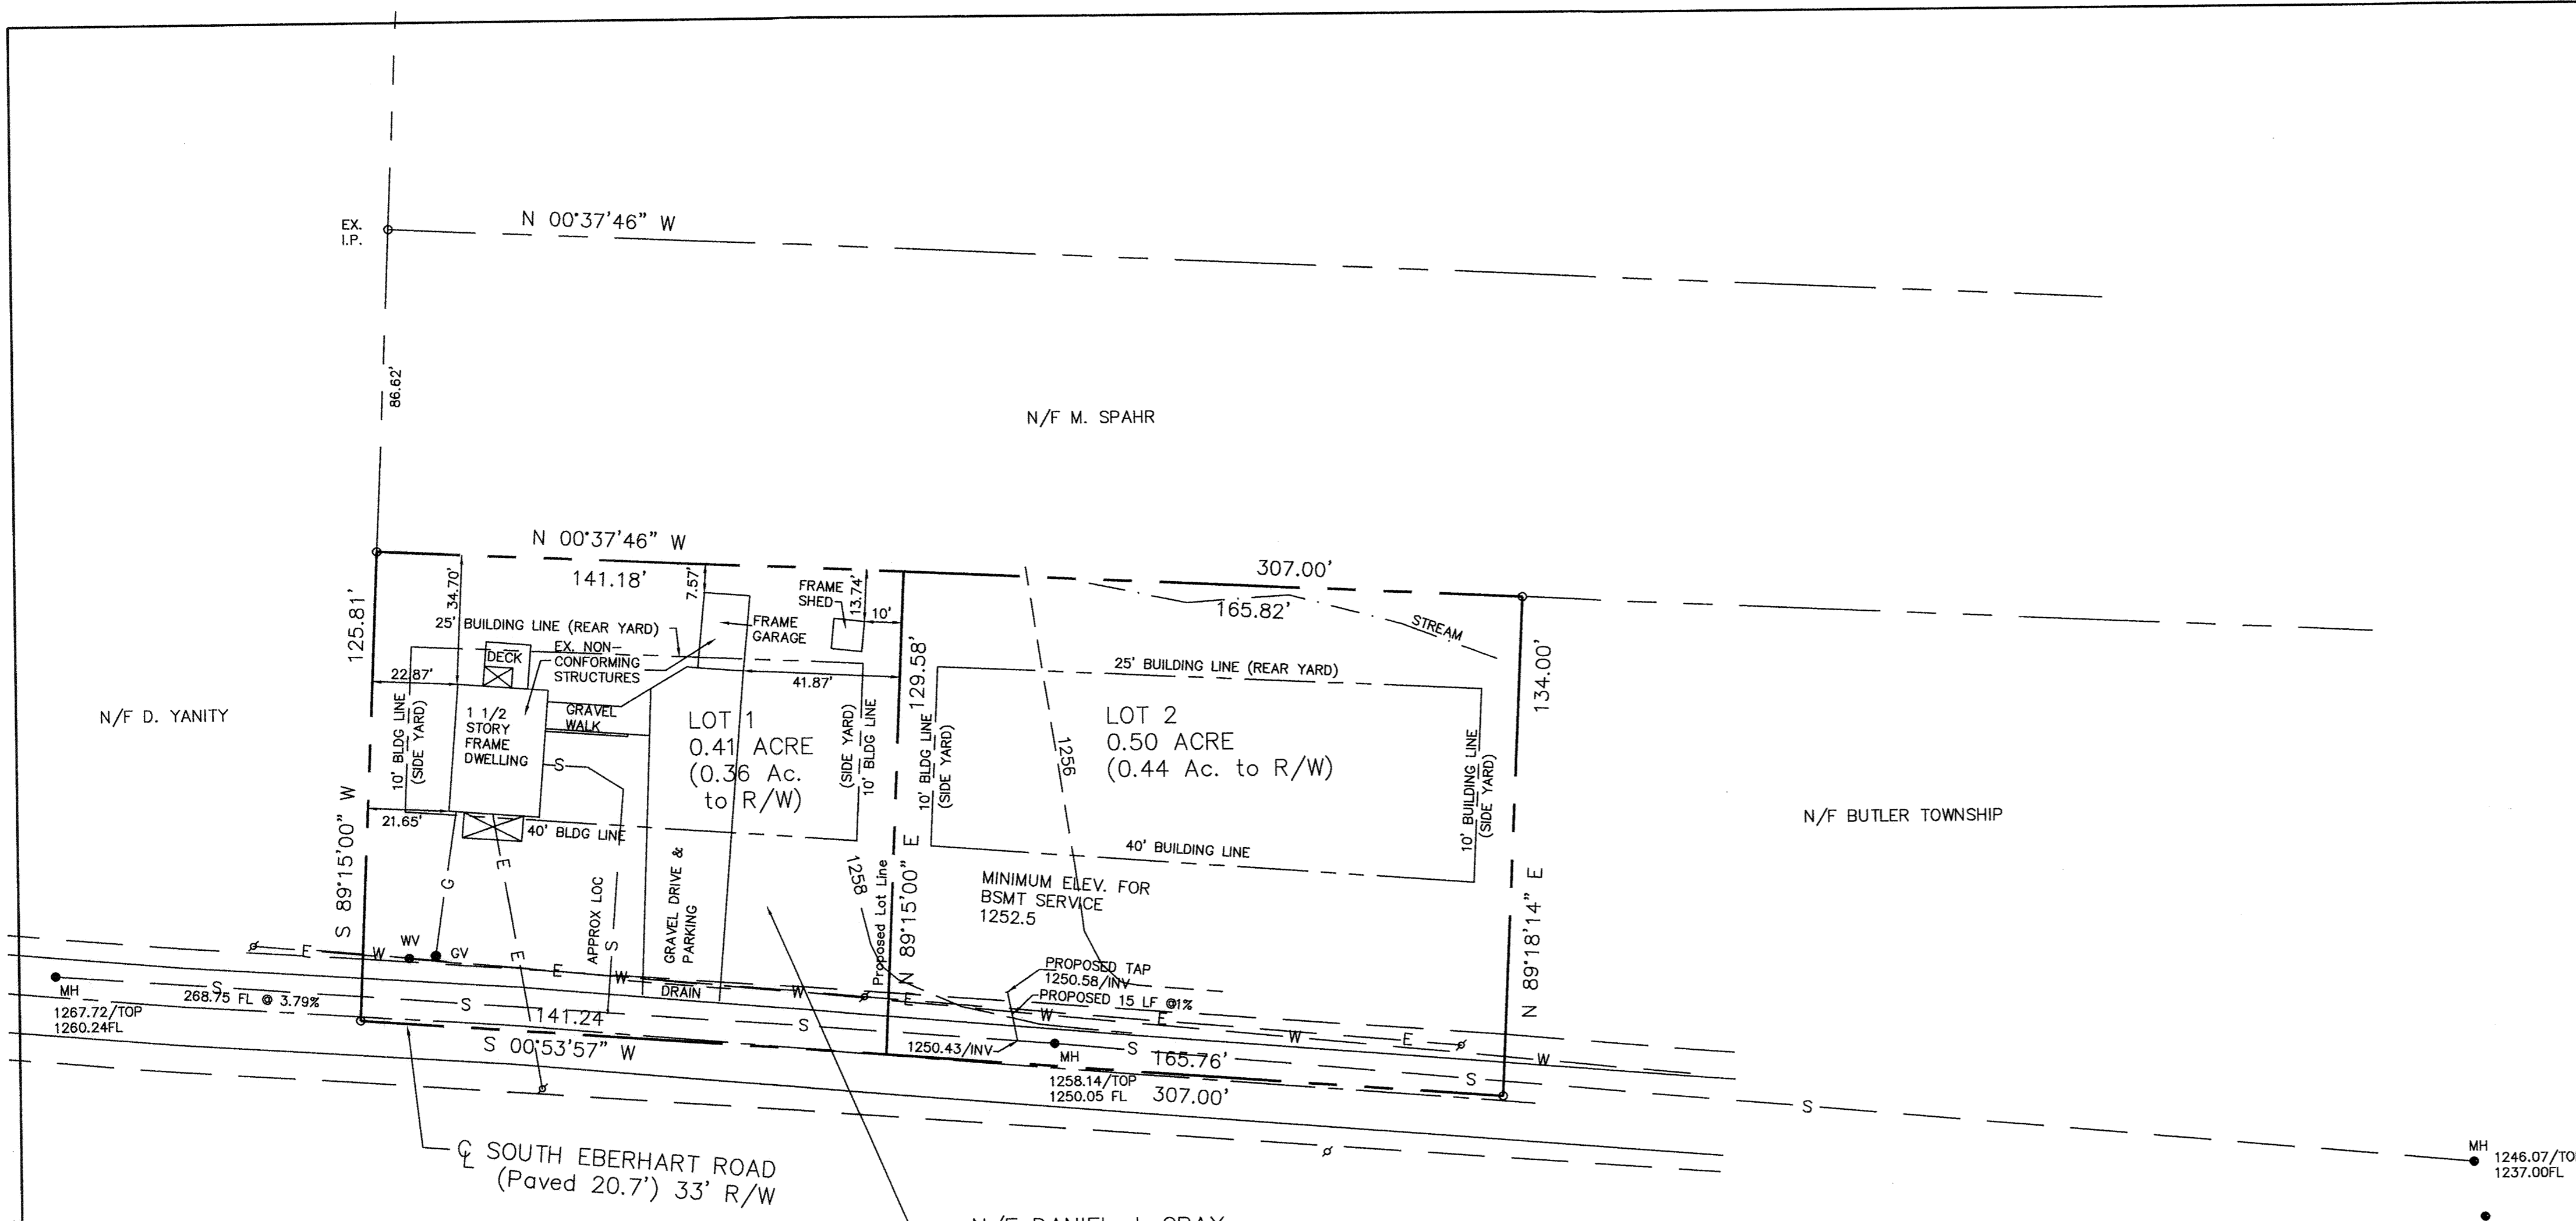 EX.
I.P.
N 00°37'46" W
86.62'
N/F M. SPAHR
N 00°37'46" W
141.18'
307.00'
165.82'
STREAM
125.81'
34.70'
7.57'
FRAME
SHED
13.74'
10'
25' BUILDING LINE (REAR YARD)
FRAME
GARAGE
DECK
EX. NON-
CONFORMING
STRUCTURES
22.87'
41.87'
129.58'
25' BUILDING LINE (REAR YARD)
134.00'
N/F D. YANITY
10' BLDG LINE
(SIDE YARD)
1 1/2
STORY
FRAME
DWELLING
GRAVEL
WALK
LOT 1
0.41 ACRE
(0.36 Ac.
to R/W)
(SIDE YARD)
10' BLDG LINE
10' BLDG LINE
(SIDE YARD)
1256
LOT 2
0.50 ACRE
(0.44 Ac. to R/W)
10' BUILDING LINE
(SIDE YARD)
N/F BUTLER TOWNSHIP
S
21.65'
40' BLDG LINE
40' BUILDING LINE
S 89°15'00" W
G
E
E
APPROX LOC
S
GRAVEL DRIVE &
PARKING
1258
Proposed Lot Line
N 89°15'00" E
MINIMUM ELEV. FOR
BSMT SERVICE
1252.5
N 89°18'14" E
E
W
WV
GV
E
W
W
E
PROPOSED TAP
1250.58/INV
PROPOSED 15 LF @1%
W
E
W
E
W
DRAIN
MH
1267.72/TOP
1260.24FL
S
268.75 FL @ 3.79%
S
141.24
S 00°53'57" W
S
1250.43/INV
MH
S
165.76'
1258.14/TOP
1250.05 FL
307.00'
S
S
℄ SOUTH EBERHART ROAD
(Paved 20.7') 33' R/W
MH
1246.07/TO
1237.00FL